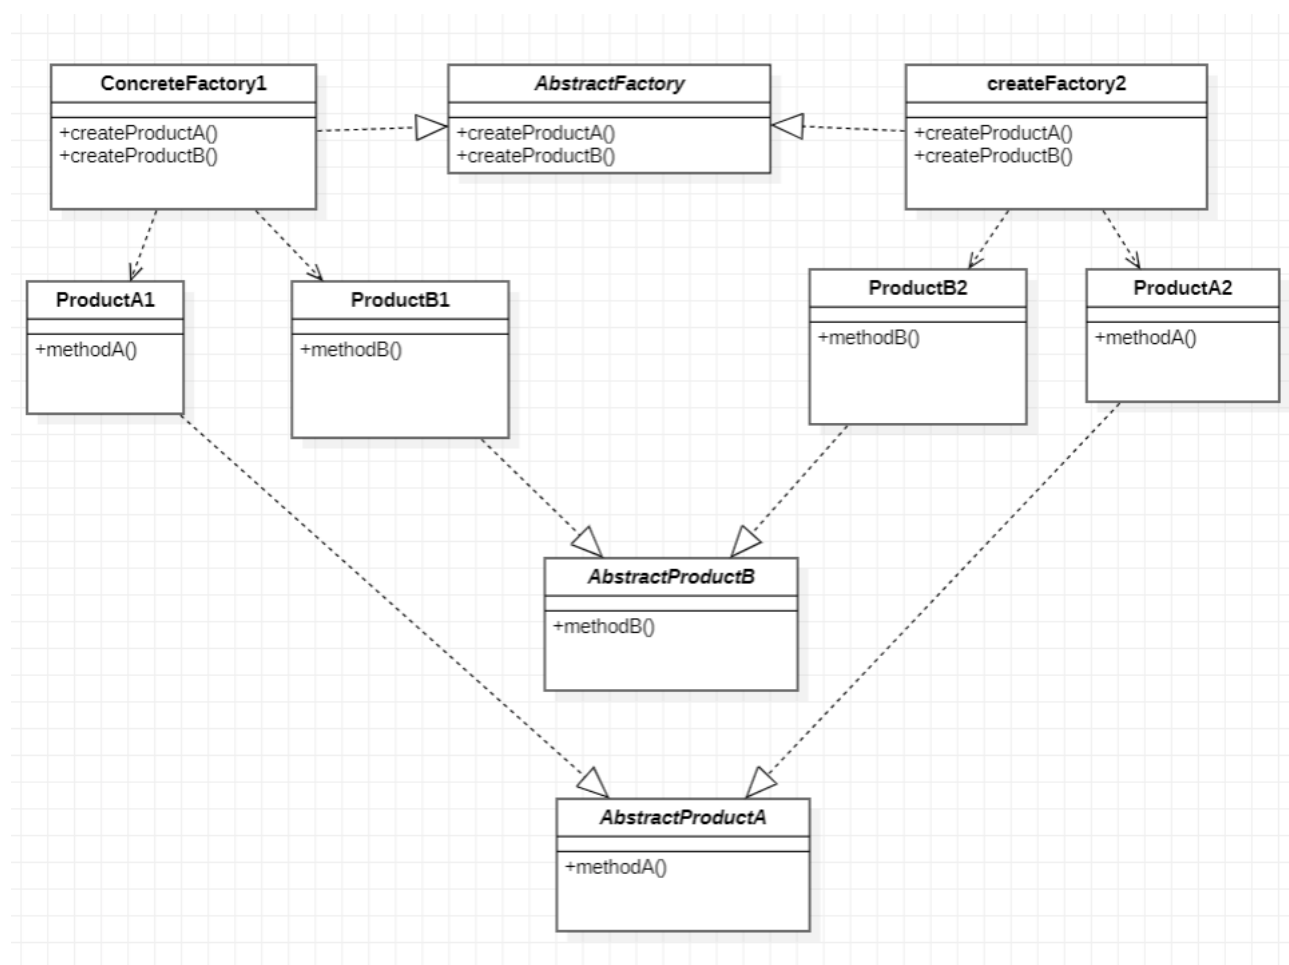 ConcreteFactory1
+createProductA()
+createProductB()
AbstractFactory
+createProductA()
+createProductB()
createFactory2
+createProductA()
+createProductB()
ProductA1
+methodA()
ProductB1
+methodB()
ProductB2
+methodB()
ProductA2
+methodA()
AbstractProductB
+methodB()
AbstractProductA
+methodA()